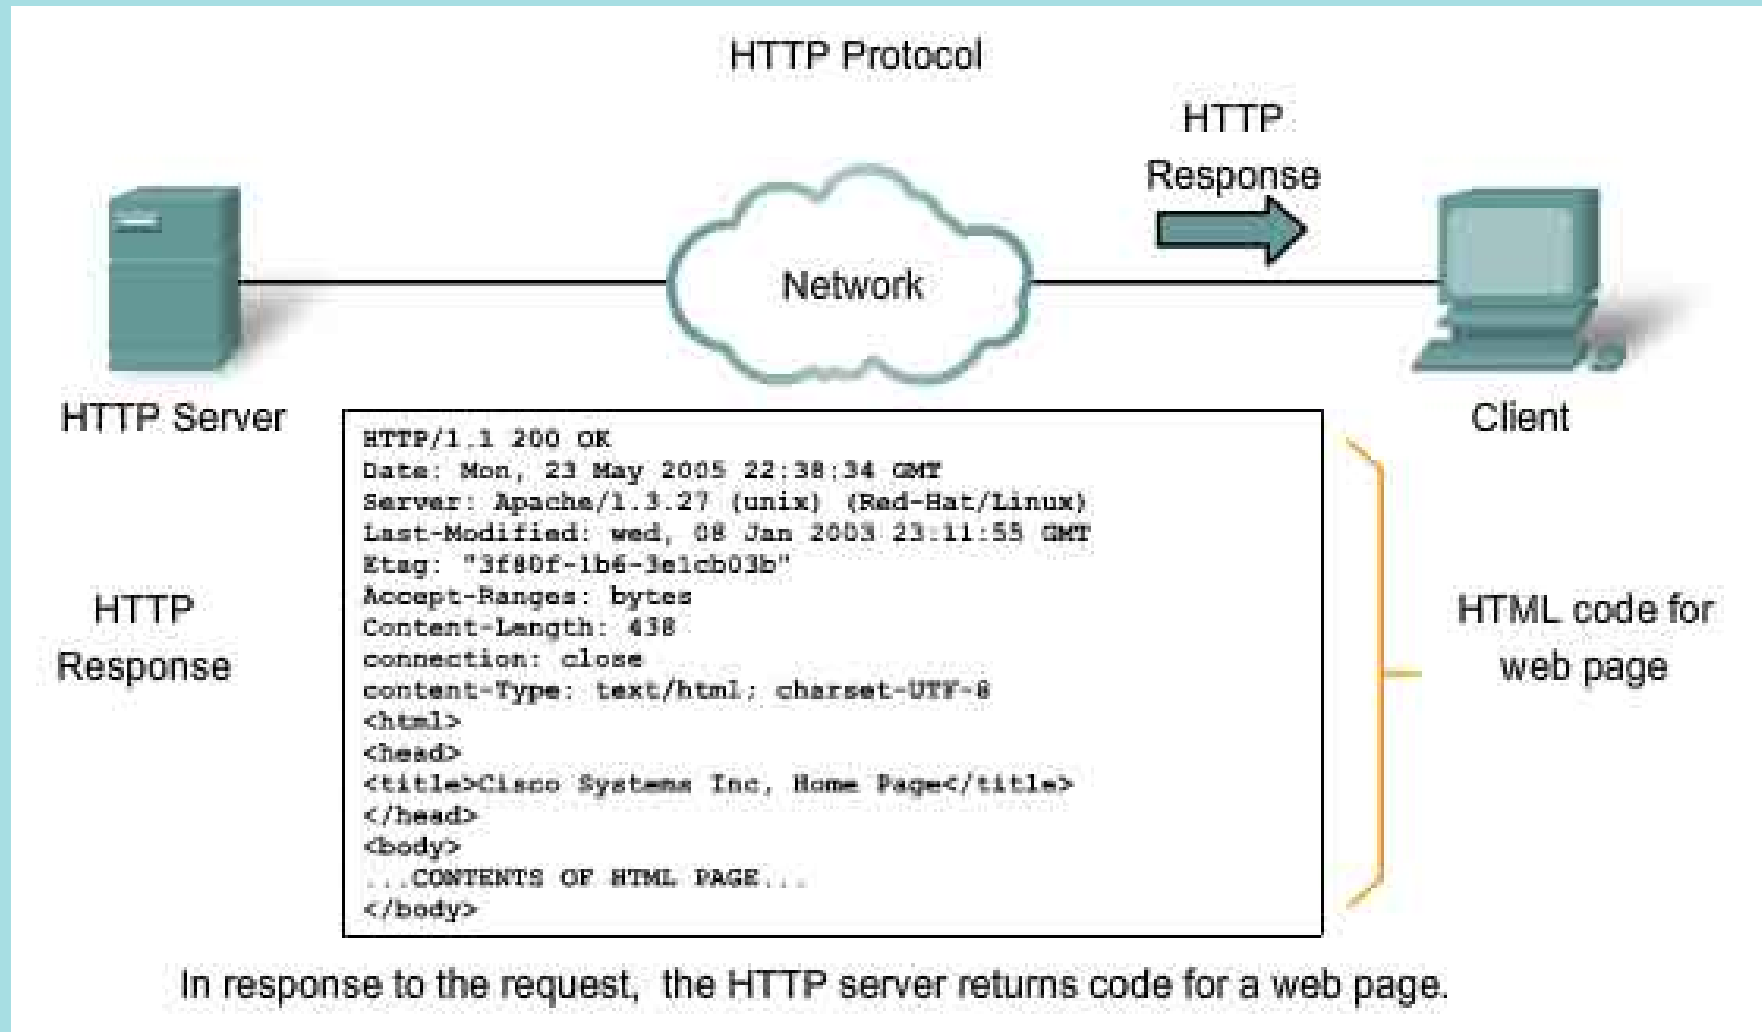 HTTP Protocol
HTTP
Response
Network
HTTP Server
Client
HTTP/1.1 200 OK
Date: Mon, 23 May 2005 22:38:34 GMT
Server: Apache/1.3.27 (unix) (Red-Hat/Linux)
Last-Modified: wed, 08 Jan 2003 23:11:55 GMT
Etag: "3f80f-1b6-3e1cb03b"
Accept-Ranges: bytes
Content-Length: 438
connection: close
content-Type: text/html; charset-UTF-8
<html>
<head>
<title>Cisco Systems Inc, Home Page</title>
</head>
<body>
...CONTENTS OF HTML PAGE...
</body>
HTTP
Response
HTML code for
web page
In response to the request, the HTTP server returns code for a web page.